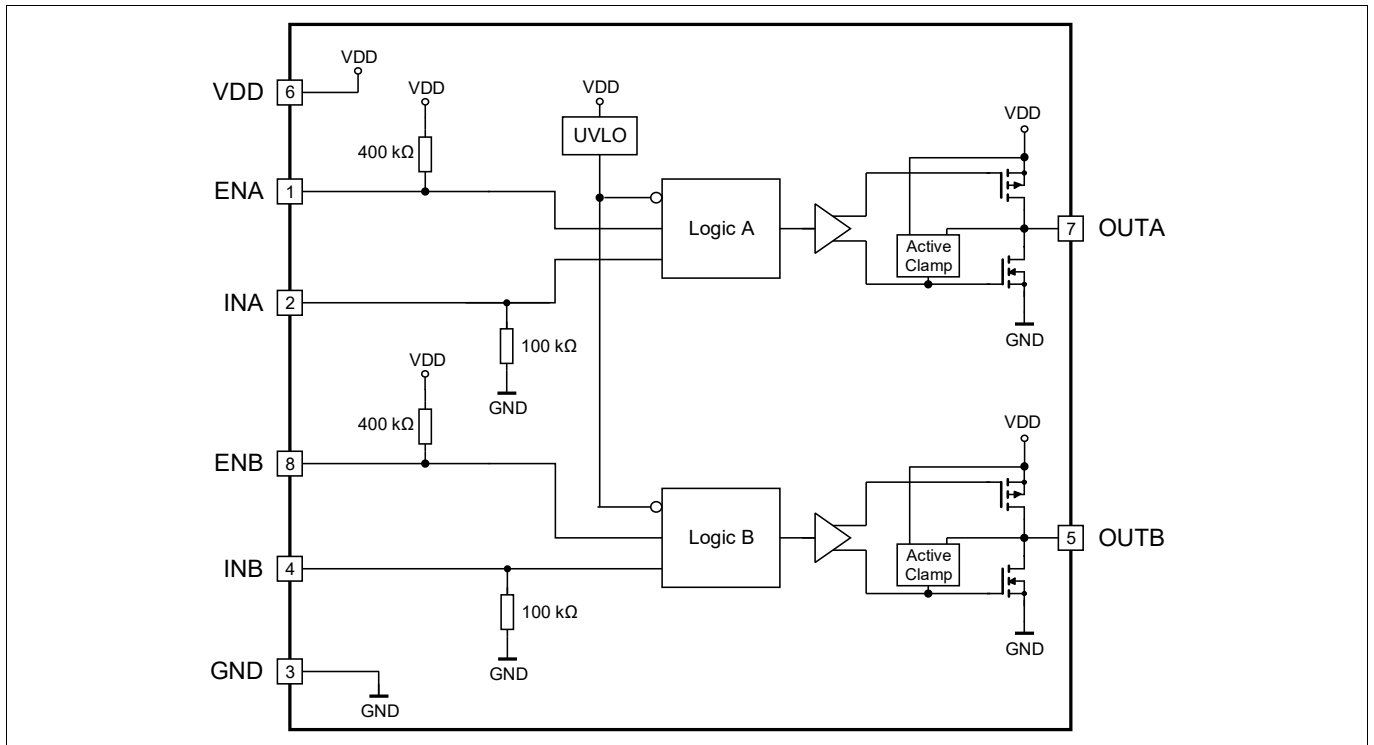 VDD
6
VDD
VDD
VDD
UVLO
VDD
400 kΩ
ENA
1
Logic A
Active
Clamp
7
OUTA
INA
2
100 kΩ
GND
GND
VDD
400 kΩ
VDD
ENB
8
Logic B
Active
Clamp
5
OUTB
INB
4
100 kΩ
GND
GND
GND
3
GND